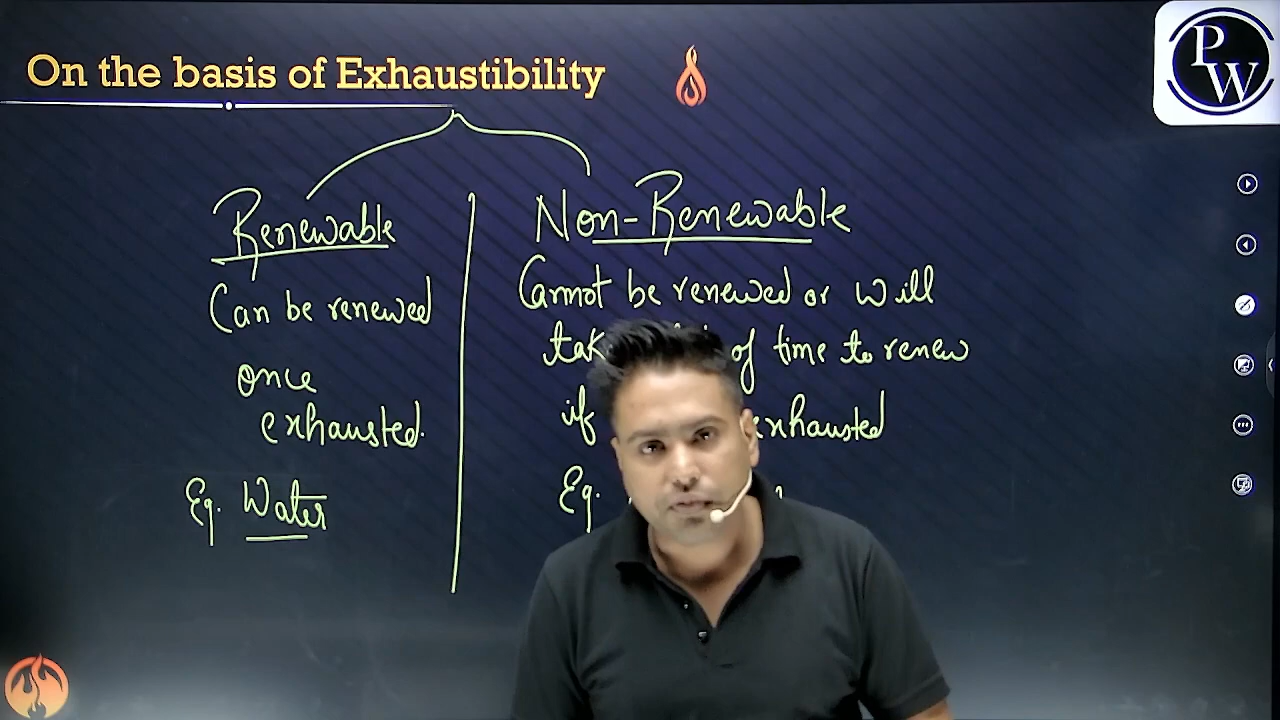 On the basis of Exhaustibility
PW
Renewable
Can be renewed
once
exhausted.
Eg. Water
Non-Renewable
Cannot be renewed or will
of time to renew
if exhausted
Eg.